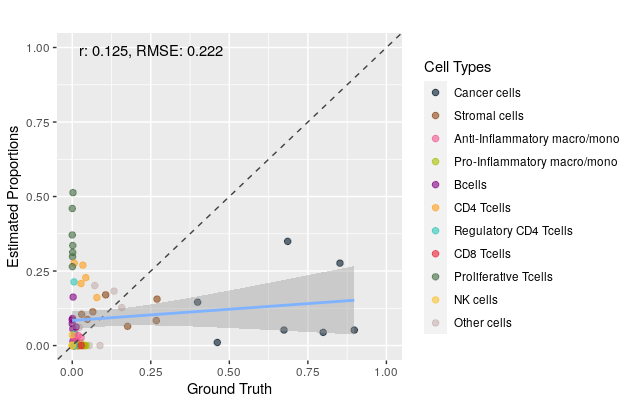 r: 0.125, RMSE: 0.222
1.00
0.75
0.50
0.25
0.00
Estimated Proportions
0.00 0.25 0.50 0.75 1.00
Ground Truth
Cell Types
Cancer cells
Stromal cells
Anti-Inflammatory macro/mono
Pro-Inflammatory macro/mono
Bcells
CD4 Tcells
Regulatory CD4 Tcells
CD8 Tcells
Proliferative Tcells
NK cells
Other cells